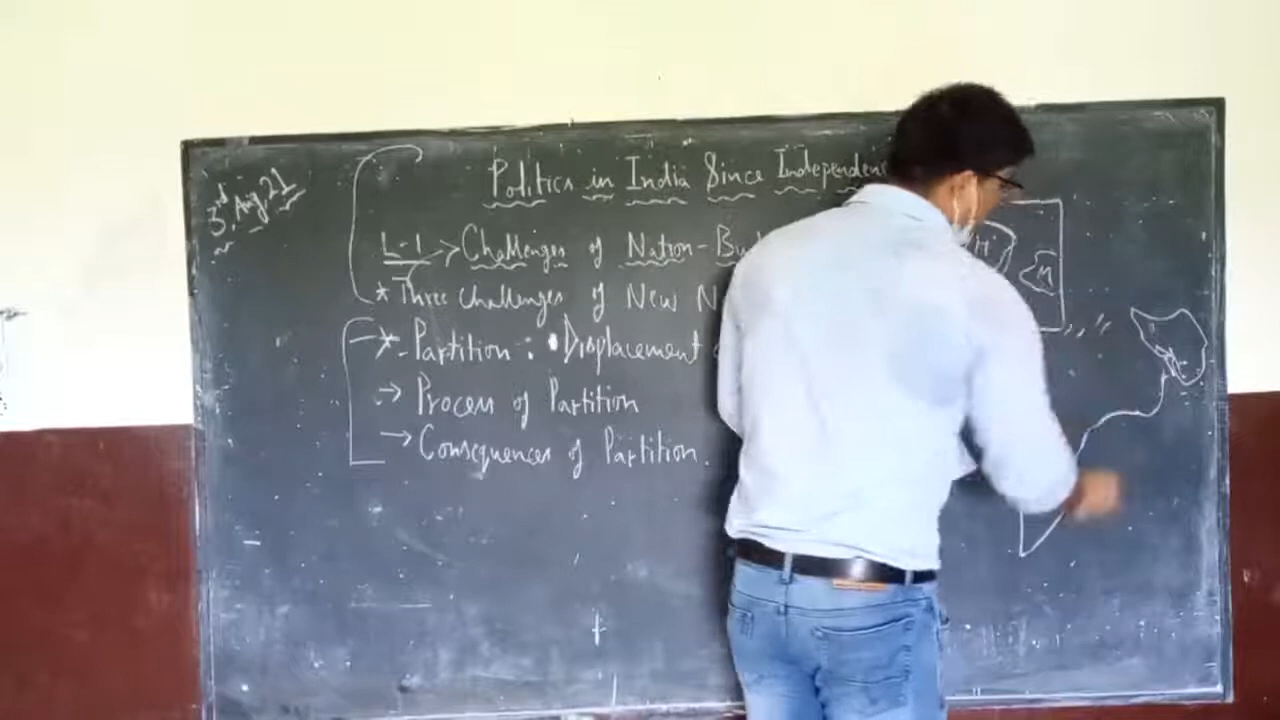 3rd, Aug 21
Politics in India Since Independen
L-1 > Challenges of Nation-Bu
* Three Challenges of New N
* - Partition : • Displacement
→ Process of Partition
→ Consequences of Partition.
H
M